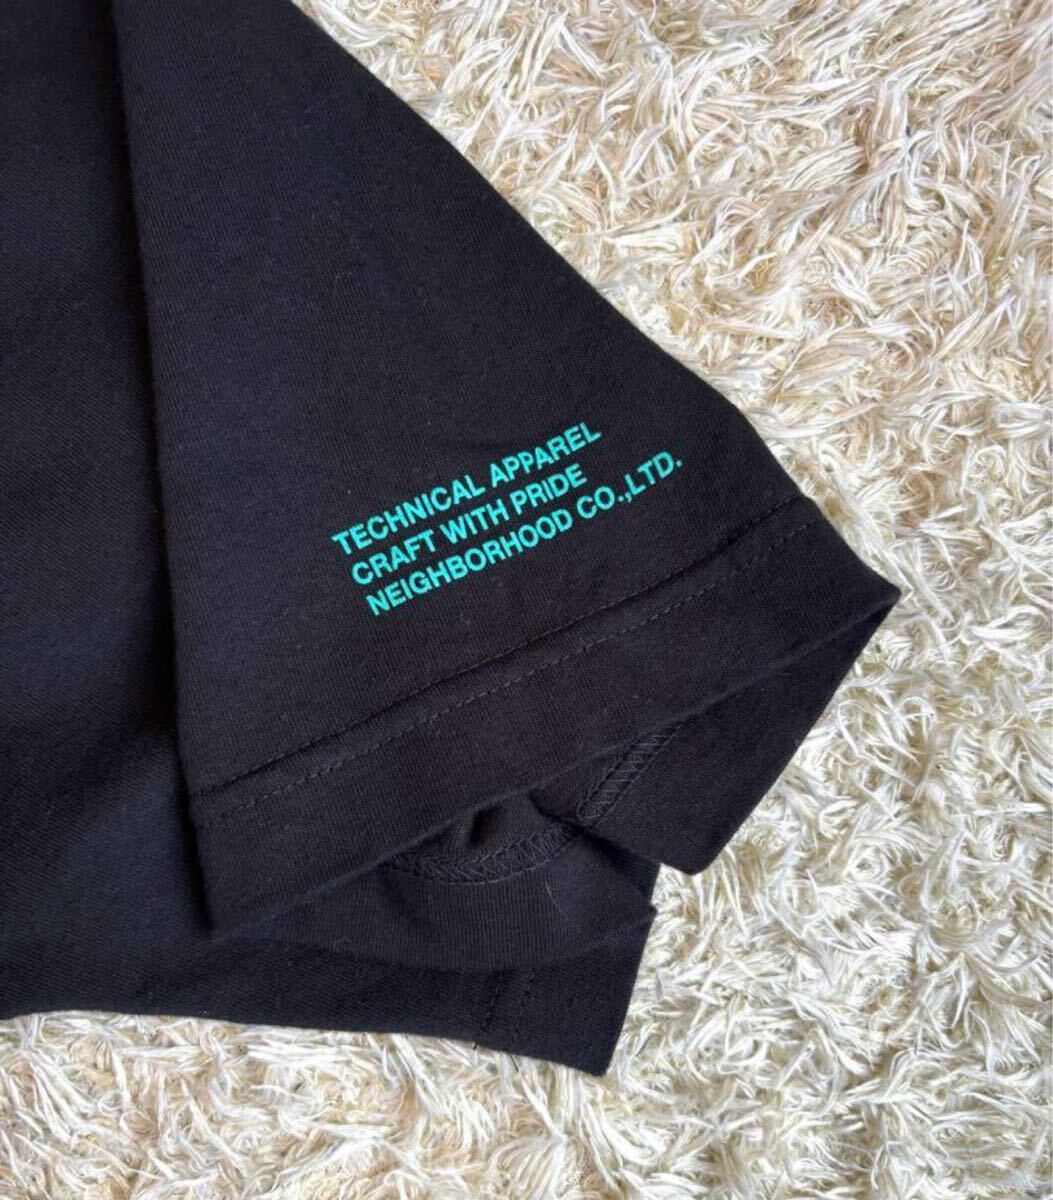 TECHNICAL APPAREL
CRAFT WITH PRIDE
NEIGHBORHOOD CO.,LTD.